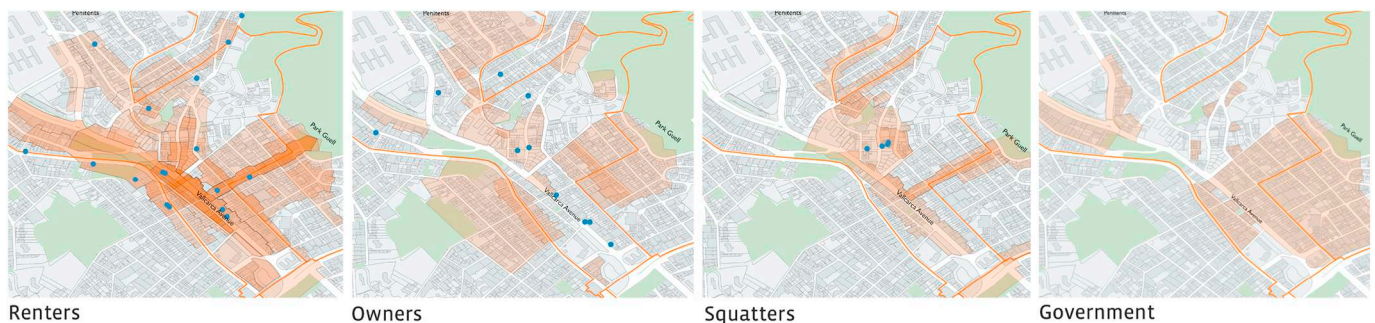 Penitents
Park Guell
Vallcarca Avenue
Renters
Penitents
Park Guell
Vallcarca Avenue
Owners
Penitents
Park Guell
Vallcarca Avenue
Squatters
Penitents
Park Guell
Vallcarca Avenue
Government